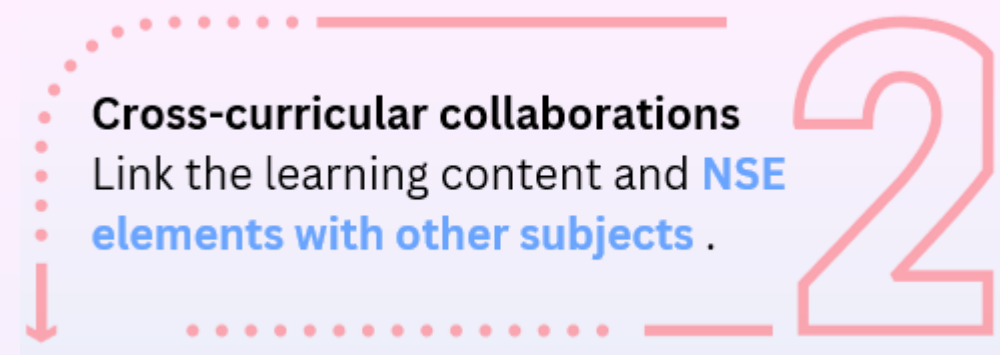 Cross-curricular collaborations
Link the learning content and NSE
elements with other subjects .
2